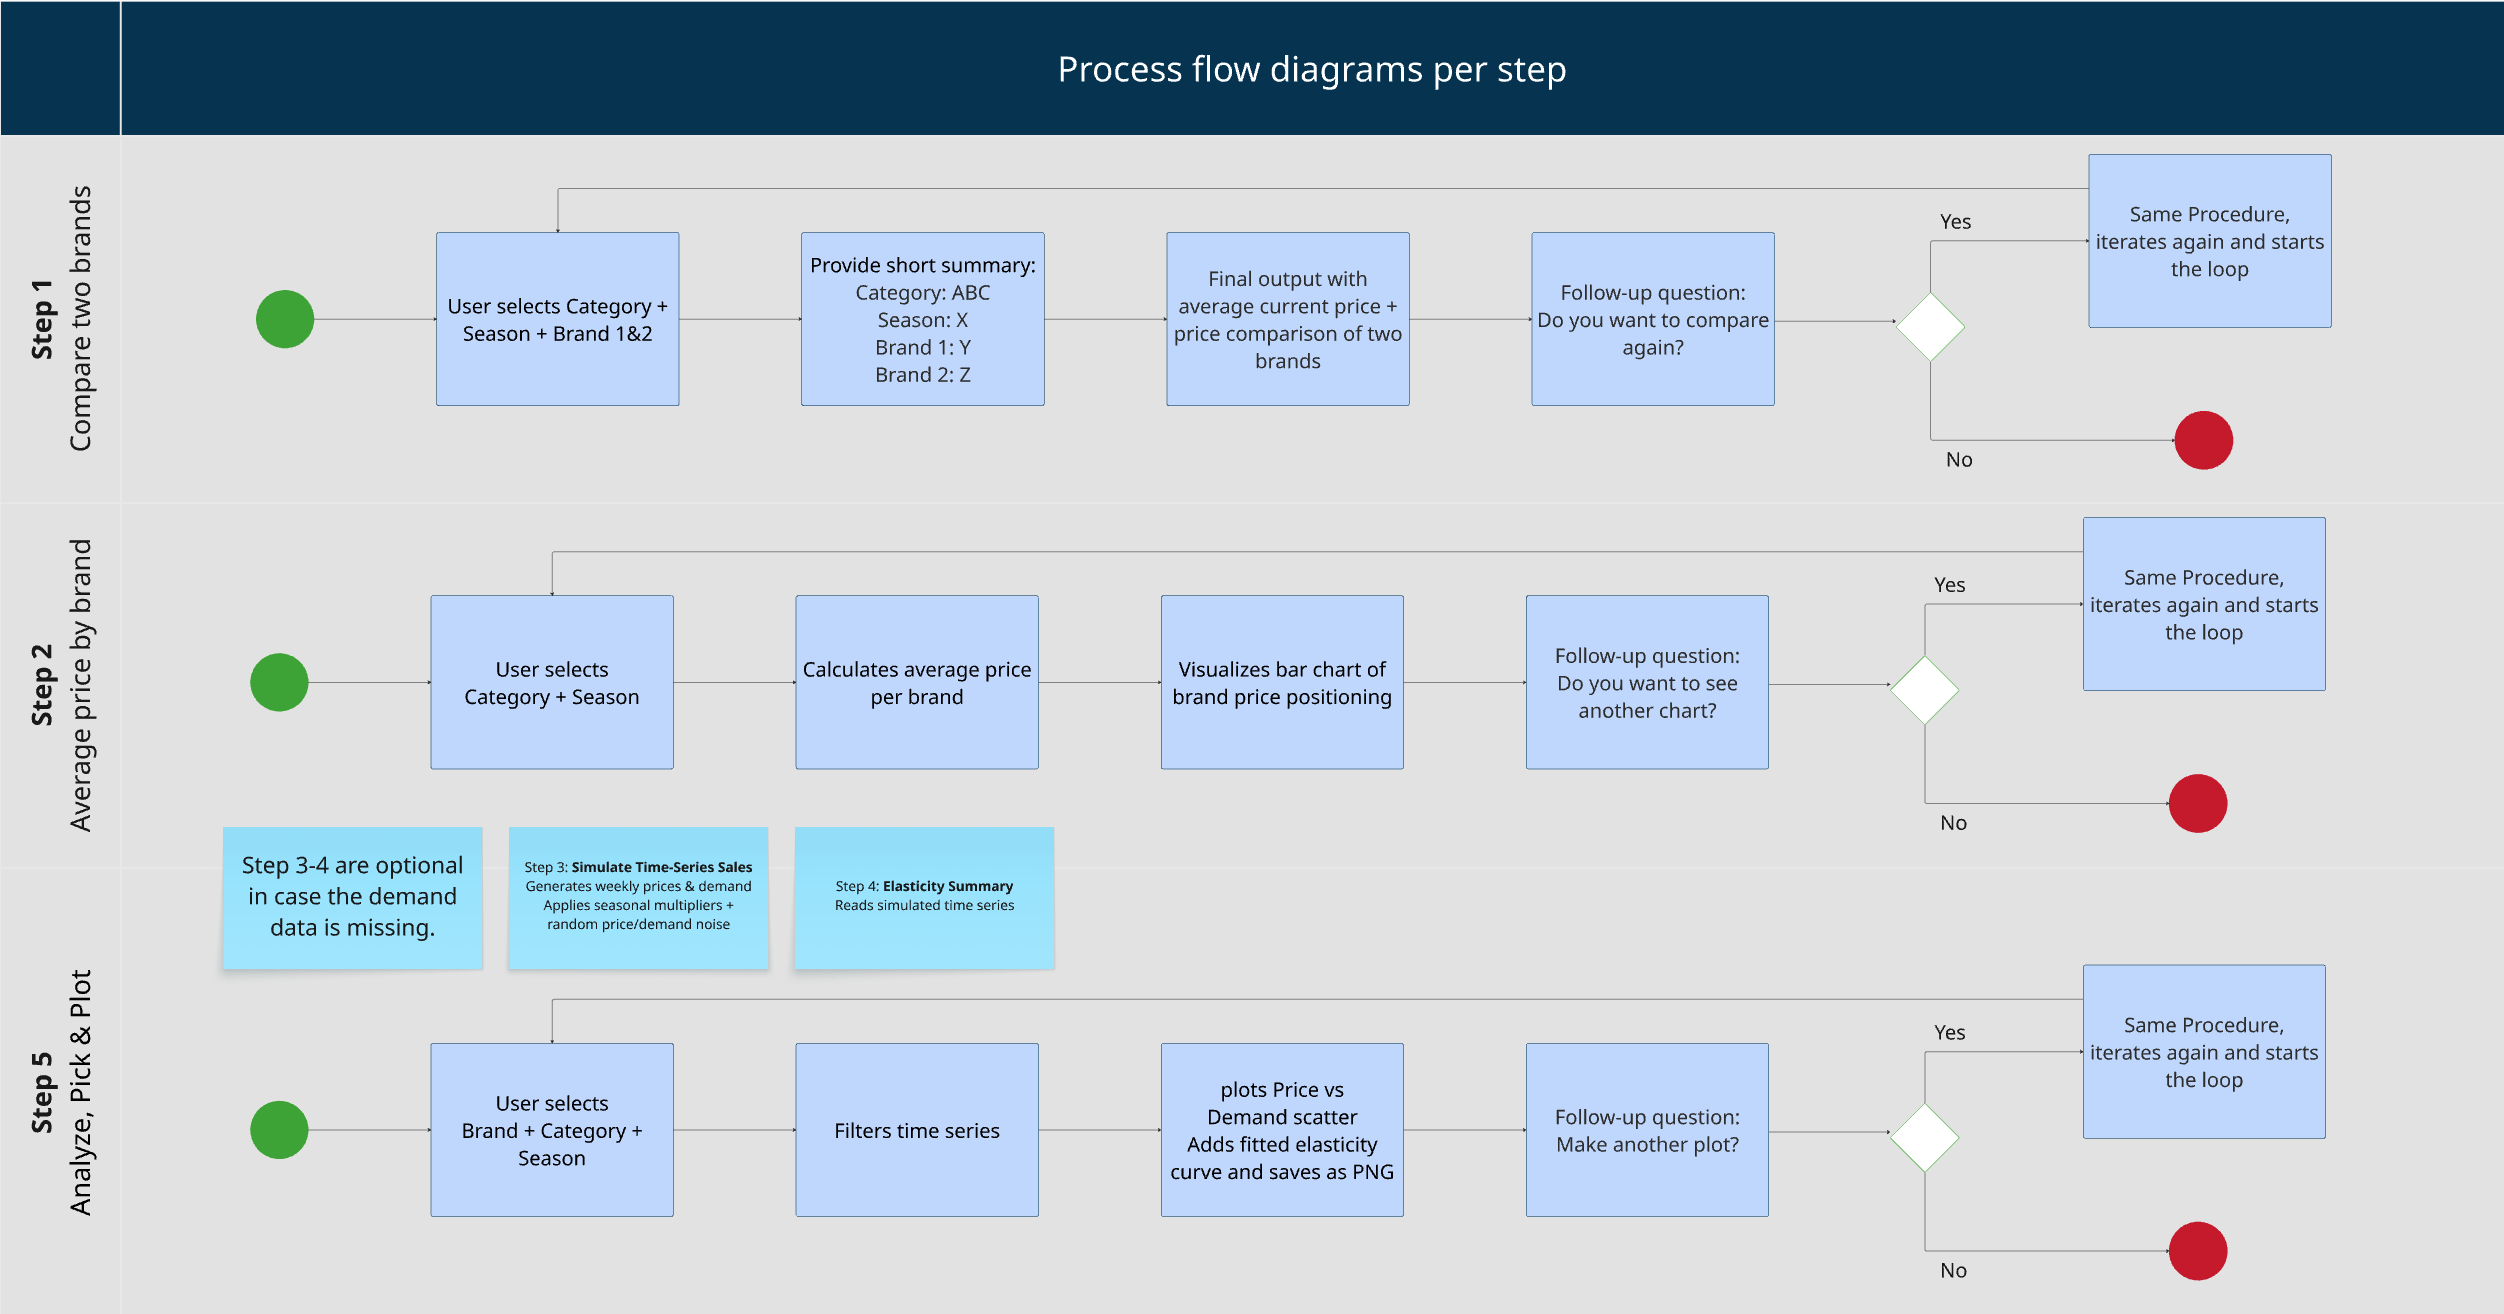 Process flow diagrams per step
Step 1
Compare two brands
User selects Category +
Season + Brand 1&2
Provide short summary:
Category: ABC
Season: X
Brand 1: Y
Brand 2: Z
Final output with
average current price +
price comparison of two
brands
Follow-up question:
Do you want to compare
again?
Yes
No
Same Procedure,
iterates again and starts
the loop
Step 2
Average price by brand
User selects
Category + Season
Calculates average price
per brand
Visualizes bar chart of
brand price positioning
Follow-up question:
Do you want to see
another chart?
Yes
No
Same Procedure,
iterates again and starts
the loop
Step 3-4 are optional
in case the demand
data is missing.
Step 3: Simulate Time-Series Sales
Generates weekly prices & demand
Applies seasonal multipliers +
random price/demand noise
Step 4: Elasticity Summary
Reads simulated time series
Step 5
Analyze, Pick & Plot
User selects
Brand + Category +
Season
Filters time series
plots Price vs
Demand scatter
Adds fitted elasticity
curve and saves as PNG
Follow-up question:
Make another plot?
Yes
No
Same Procedure,
iterates again and starts
the loop